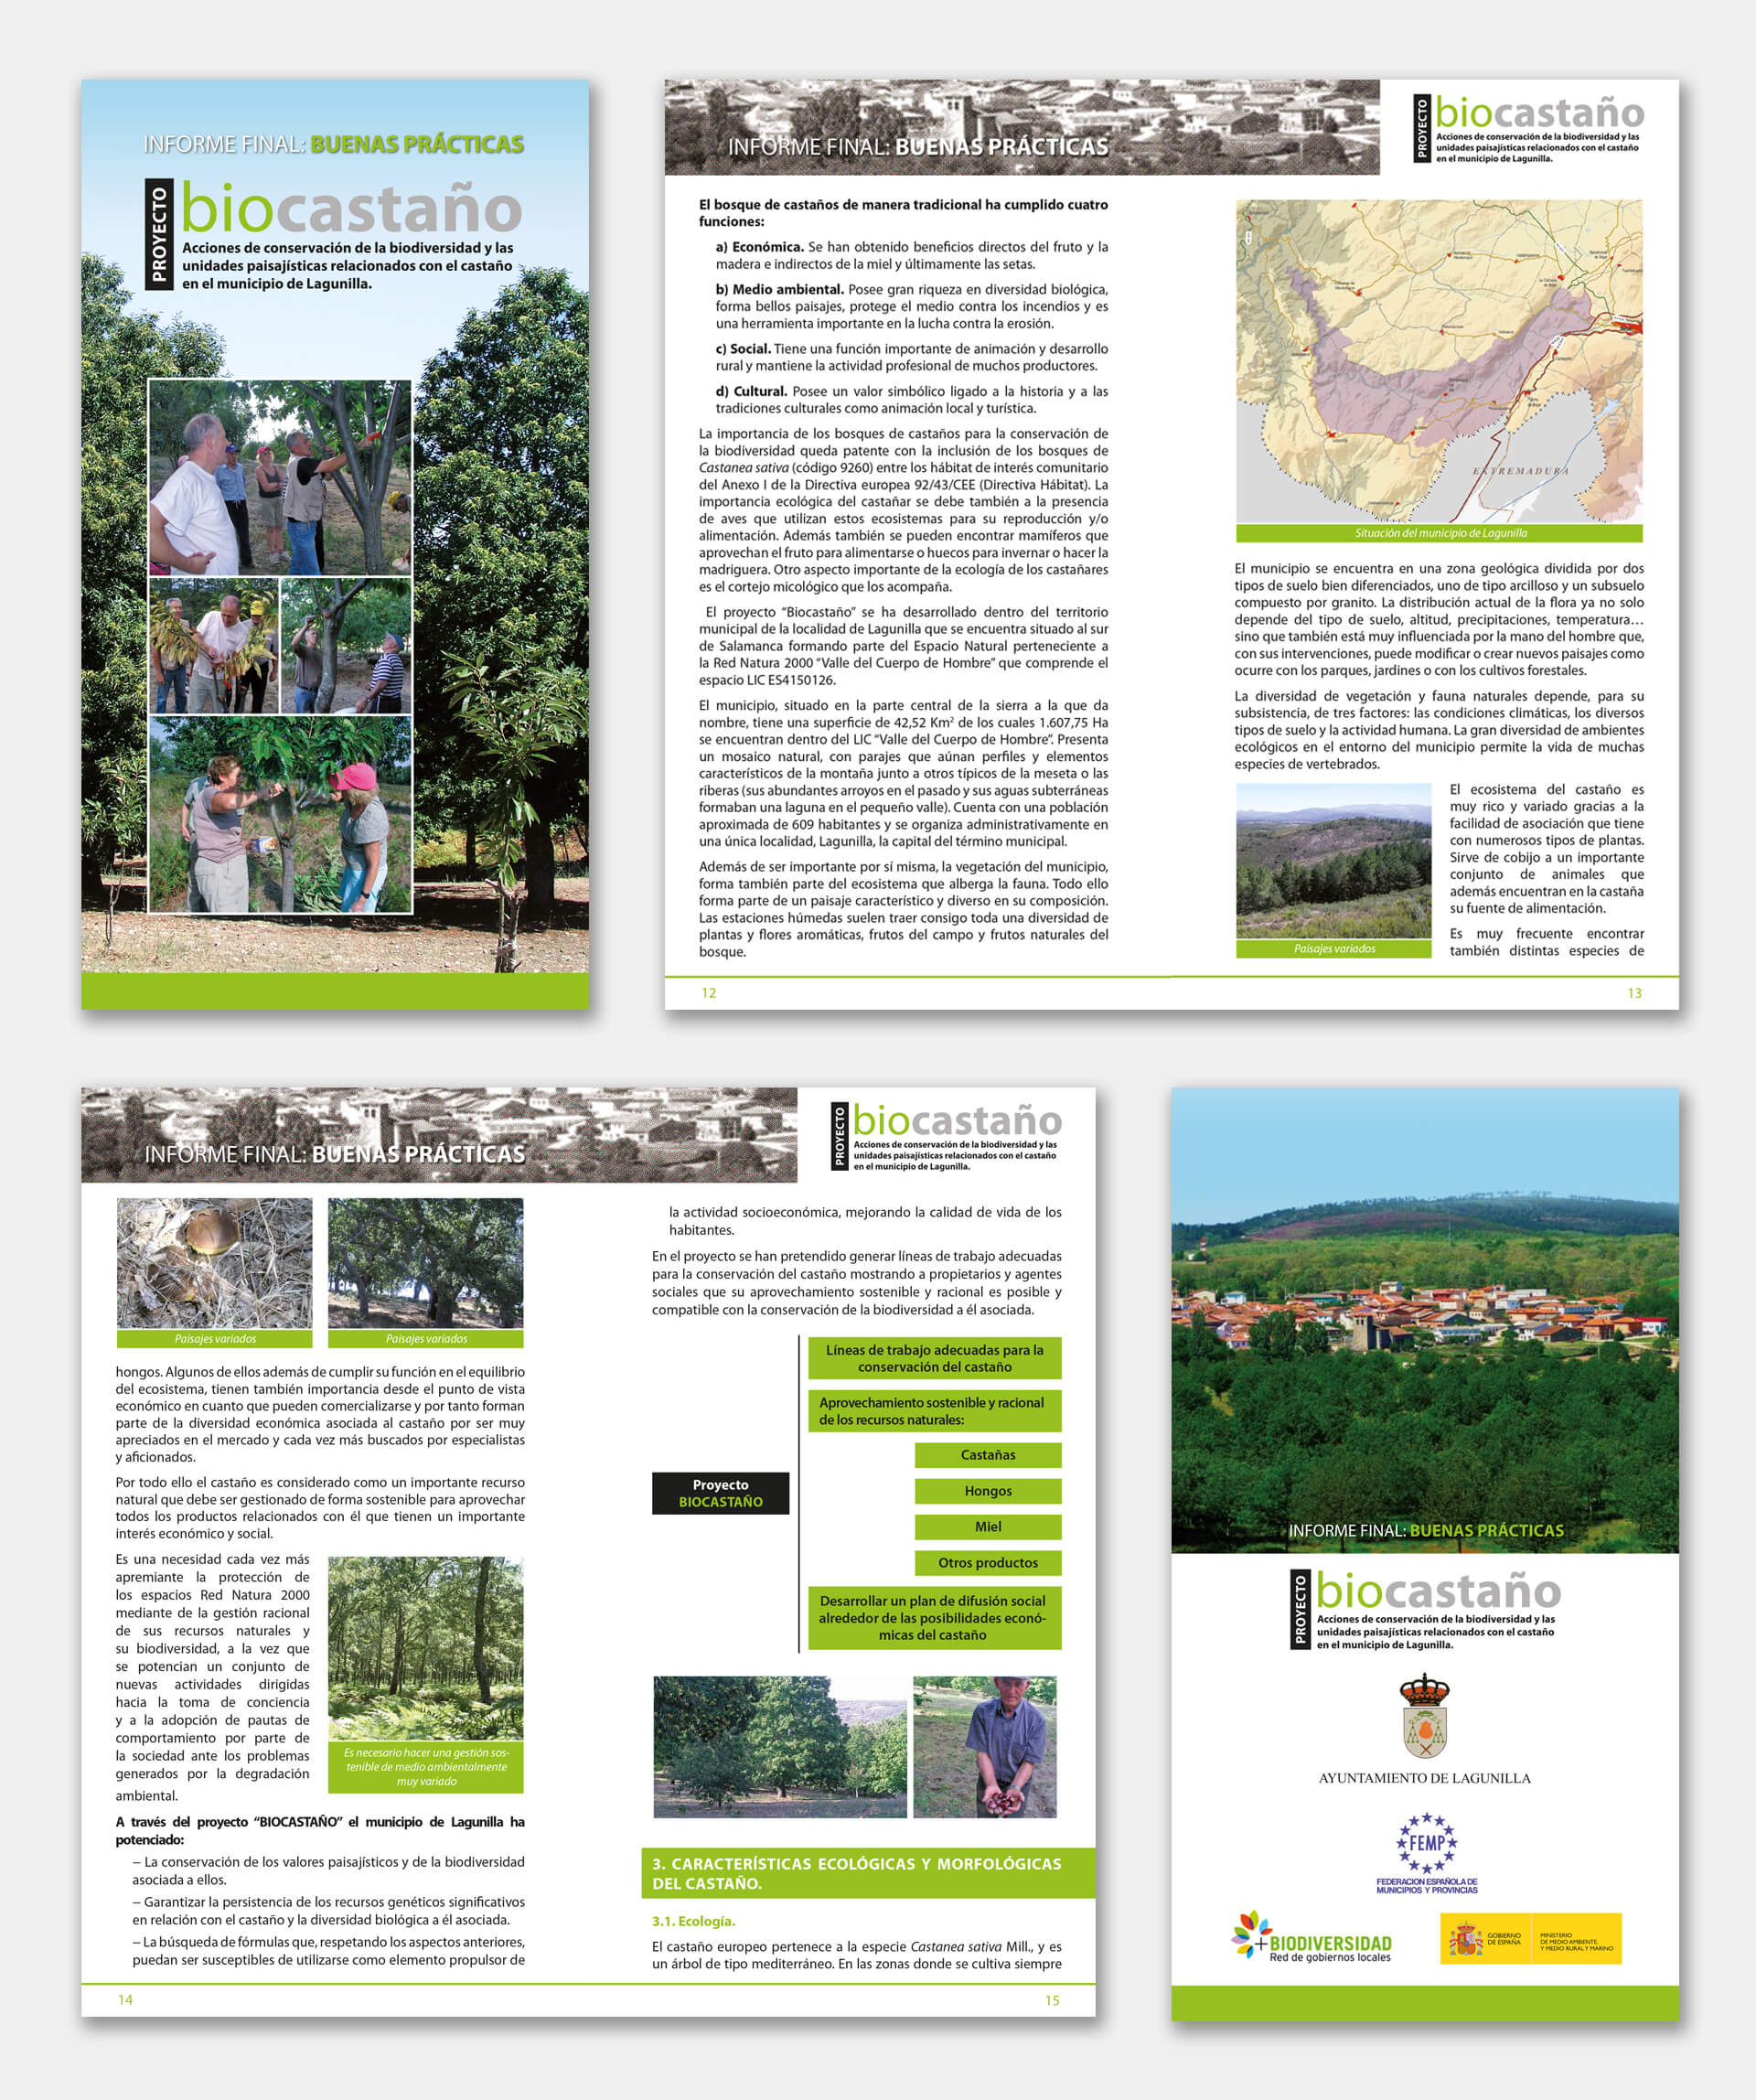 INFORME FINAL: BUENAS PRÁCTICAS
PROYECTO
biocastaño
Acciones de conservación de la biodiversidad y las
unidades paisajísticas relacionados con el castaño
en el municipio de Lagunilla.
INFORME FINAL: BUENAS PRÁCTICAS
PROYECTO
biocastaño
Acciones de conservación de la biodiversidad y las
unidades paisajísticas relacionados con el castaño
en el municipio de Lagunilla.
El bosque de castaños de manera tradicional ha cumplido cuatro
funciones:
a) Económica. Se han obtenido beneficios directos del fruto y la
madera e indirectos de la miel y últimamente las setas.
b) Medio ambiental. Posee gran riqueza en diversidad biológica,
forma bellos paisajes, protege el medio contra los incendios y es
una herramienta importante en la lucha contra la erosión.
c) Social. Tiene una función importante de animación y desarrollo
rural y mantiene la actividad profesional de muchos productores.
d) Cultural. Posee un valor simbólico ligado a la historia y a las
tradiciones culturales como animación local y turística.
La importancia de los bosques de castaños para la conservación de
la biodiversidad queda patente con la inclusión de los bosques de
Castanea sativa (código 9260) entre los hábitat de interés comunitario
del Anexo I de la Directiva europea 92/43/CEE (Directiva Hábitat). La
importancia ecológica del castañar se debe también a la presencia
de aves que utilizan estos ecosistemas para su reproducción y/o
alimentación. Además también se pueden encontrar mamíferos que
aprovechan el fruto para alimentarse o huecos para invernar o hacer la
madriguera. Otro aspecto importante de la ecología de los castañares
es el cortejo micológico que los acompaña.
El proyecto “Biocastaño” se ha desarrollado dentro del territorio
municipal de la localidad de Lagunilla que se encuentra situado al sur
de Salamanca formando parte del Espacio Natural perteneciente a
la Red Natura 2000 “Valle del Cuerpo de Hombre” que comprende el
espacio LIC ES4150126.
El municipio, situado en la parte central de la sierra a la que da
nombre, tiene una superficie de 42,52 Km² de los cuales 1.607,75 Ha
se encuentran dentro del LIC “Valle del Cuerpo de Hombre”. Presenta
un mosaico natural, con parajes que aúnan perfiles y elementos
característicos de la montaña junto a otros típicos de la meseta o las
riberas (sus abundantes arroyos en el pasado y sus aguas subterráneas
formaban una laguna en el pequeño valle). Cuenta con una población
aproximada de 609 habitantes y se organiza administrativamente en
una única localidad, Lagunilla, la capital del término municipal.
Además de ser importante por sí misma, la vegetación del municipio,
forma también parte del ecosistema que alberga la fauna. Todo ello
forma parte de un paisaje característico y diverso en su composición.
Las estaciones húmedas suelen traer consigo toda una diversidad de
plantas y flores aromáticas, frutos del campo y frutos naturales del
bosque.
12
EXTREMADURA
Situación del municipio de Lagunilla
El municipio se encuentra en una zona geológica dividida por dos
tipos de suelo bien diferenciados, uno de tipo arcilloso y un subsuelo
compuesto por granito. La distribución actual de la flora ya no solo
depende del tipo de suelo, altitud, precipitaciones, temperatura…
sino que también está muy influenciada por la mano del hombre que,
con sus intervenciones, puede modificar o crear nuevos paisajes como
ocurre con los parques, jardines o con los cultivos forestales.
La diversidad de vegetación y fauna naturales depende, para su
subsistencia, de tres factores: las condiciones climáticas, los diversos
tipos de suelo y la actividad humana. La gran diversidad de ambientes
ecológicos en el entorno del municipio permite la vida de muchas
especies de vertebrados.
Paisajes variados
El ecosistema del castaño es
muy rico y variado gracias a la
facilidad de asociación que tiene
con numerosos tipos de plantas.
Sirve de cobijo a un importante
conjunto de animales que
además encuentran en la castaña
su fuente de alimentación.
Es muy frecuente encontrar
también distintas especies de
13
INFORME FINAL: BUENAS PRÁCTICAS
PROYECTO
biocastaño
Acciones de conservación de la biodiversidad y las
unidades paisajísticas relacionados con el castaño
en el municipio de Lagunilla.
Paisajes variados
Paisajes variados
hongos. Algunos de ellos además de cumplir su función en el equilibrio
del ecosistema, tienen también importancia desde el punto de vista
económico en cuanto que pueden comercializarse y por tanto forman
parte de la diversidad económica asociada al castaño por ser muy
apreciados en el mercado y cada vez más buscados por especialistas
y aficionados.
Por todo ello el castaño es considerado como un importante recurso
natural que debe ser gestionado de forma sostenible para aprovechar
todos los productos relacionados con él que tienen un importante
interés económico y social.
Es una necesidad cada vez más
apremiante la protección de
los espacios Red Natura 2000
mediante de la gestión racional
de sus recursos naturales y
su biodiversidad, a la vez que
se potencian un conjunto de
nuevas actividades dirigidas
hacia la toma de conciencia
y a la adopción de pautas de
comportamiento por parte de
la sociedad ante los problemas
generados por la degradación
ambiental.
Es necesario hacer una gestión sos-
tenible de medio ambientalmente
muy variado
A través del proyecto “BIOCASTAÑO” el municipio de Lagunilla ha
potenciado:
– La conservación de los valores paisajísticos y de la biodiversidad
asociada a ellos.
– Garantizar la persistencia de los recursos genéticos significativos
en relación con el castaño y la diversidad biológica a él asociada.
– La búsqueda de fórmulas que, respetando los aspectos anteriores,
puedan ser susceptibles de utilizarse como elemento propulsor de
14
la actividad socioeconómica, mejorando la calidad de vida de los
habitantes.
En el proyecto se han pretendido generar líneas de trabajo adecuadas
para la conservación del castaño mostrando a propietarios y agentes
sociales que su aprovechamiento sostenible y racional es posible y
compatible con la conservación de la biodiversidad a él asociada.
Proyecto
BIOCASTAÑO
Líneas de trabajo adecuadas para la
conservación del castaño
Aprovechamiento sostenible y racional
de los recursos naturales:
Castañas
Hongos
Miel
Otros productos
Desarrollar un plan de difusión social
alrededor de las posibilidades econó-
micas del castaño
3. CARACTERÍSTICAS ECOLÓGICAS Y MORFOLÓGICAS
DEL CASTAÑO.
3.1. Ecología.
El castaño europeo pertenece a la especie Castanea sativa Mill., y es
un árbol de tipo mediterráneo. En las zonas donde se cultiva siempre
15
INFORME FINAL: BUENAS PRÁCTICAS
PROYECTO
biocastaño
Acciones de conservación de la biodiversidad y las
unidades paisajísticas relacionados con el castaño
en el municipio de Lagunilla.
AYUNTAMIENTO DE LAGUNILLA
FEMP
FEDERACION ESPAÑOLA DE
MUNICIPIOS Y PROVINCIAS
+BIODIVERSIDAD
Red de gobiernos locales
GOBIERNO
DE ESPAÑA
MINISTERIO
DE MEDIO AMBIENTE,
Y MEDIO RURAL Y MARINO